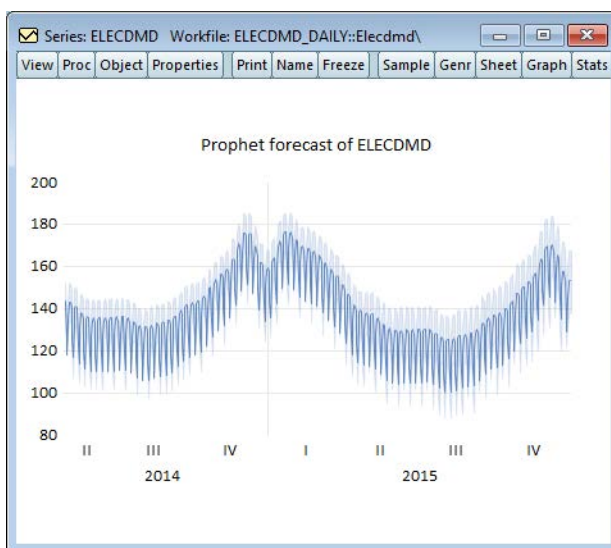 Series: ELECDMD Workfile: ELECDMD_DAILY::Elecdmd\
View Proc Object Properties Print Name Freeze Sample Genr Sheet Graph Stats
Prophet forecast of ELECDMD
200
180
160
140
120
100
80
II III IV I II III IV
2014 2015